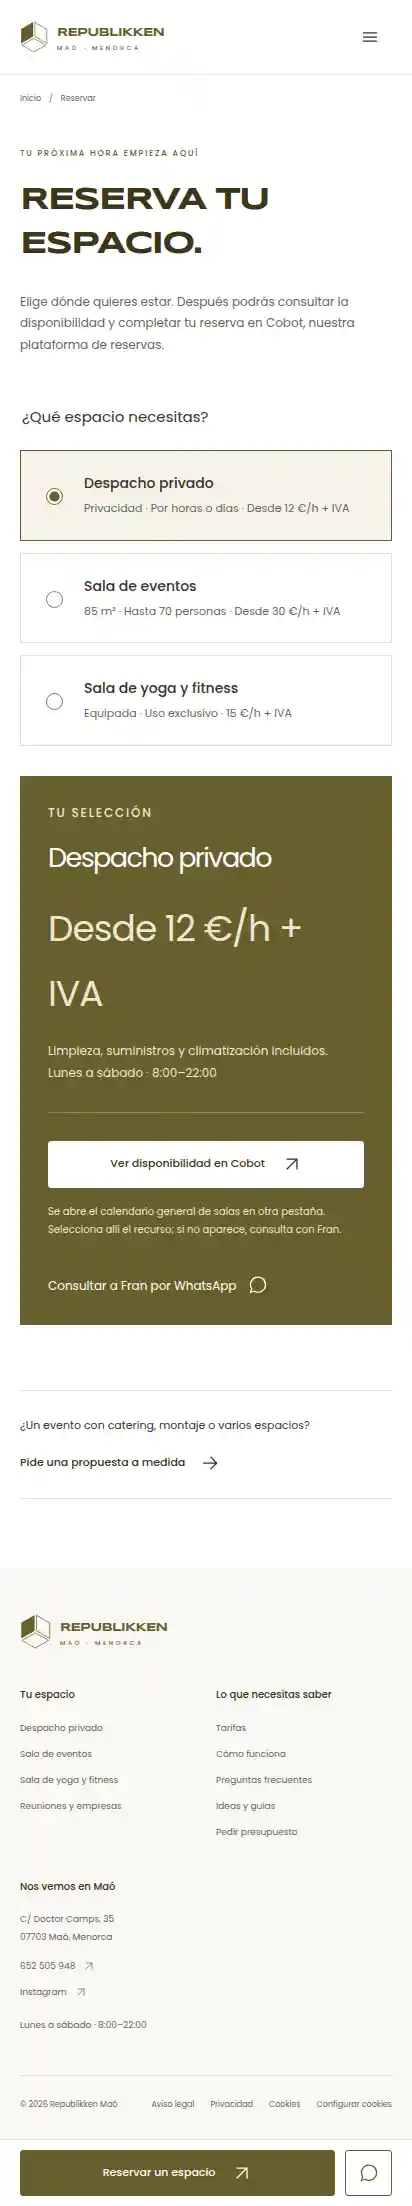 REPUBLIKKEN
MAÓ · MENORCA
Inicio / Reservar
TU PRÓXIMA HORA EMPIEZA AQUÍ
RESERVA TU
ESPACIO.
Elige dónde quieres estar. Después podrás consultar la
disponibilidad y completar tu reserva en Cobot, nuestra
plataforma de reservas.
¿Qué espacio necesitas?
Despacho privado
Privacidad · Por horas o días · Desde 12 €/h + IVA
Sala de eventos
85 m² · Hasta 70 personas · Desde 30 €/h + IVA
Sala de yoga y fitness
Equipada · Uso exclusivo · 15 €/h + IVA
TU SELECCIÓN
Despacho privado
Desde 12 €/h +
IVA
Limpieza, suministros y climatización incluidos.
Lunes a sábado · 8:00–22:00
Ver disponibilidad en Cobot
Se abre el calendario general de salas en otra pestaña.
Selecciona allí el recurso; si no aparece, consulta con Fran.
Consultar a Fran por WhatsApp
¿Un evento con catering, montaje o varios espacios?
Pide una propuesta a medida
REPUBLIKKEN
MAÓ · MENORCA
Tu espacio
Despacho privado
Sala de eventos
Sala de yoga y fitness
Reuniones y empresas
Lo que necesitas saber
Tarifas
Cómo funciona
Preguntas frecuentes
Ideas y guías
Pedir presupuesto
Nos vemos en Maó
C/ Doctor Camps, 35
07703 Maó, Menorca
652 505 948
Instagram
Lunes a sábado · 8:00–22:00
© 2026 Republikken Maó Aviso legal Privacidad Cookies Configurar cookies
Reservar un espacio